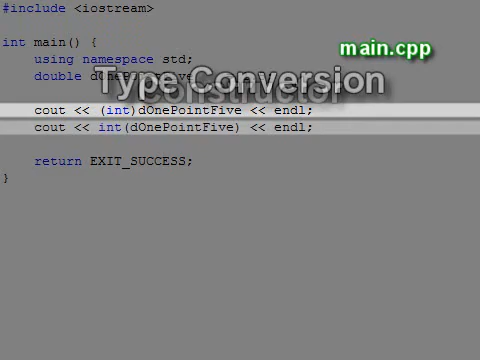 #include <iostream>
int main() {
main.cpp
using namespace std;
double
Type Conversion
Constructor
cout << (int)dOnePointFive << endl;
cout << int(dOnePointFive) << endl;
return EXIT_SUCCESS;
}